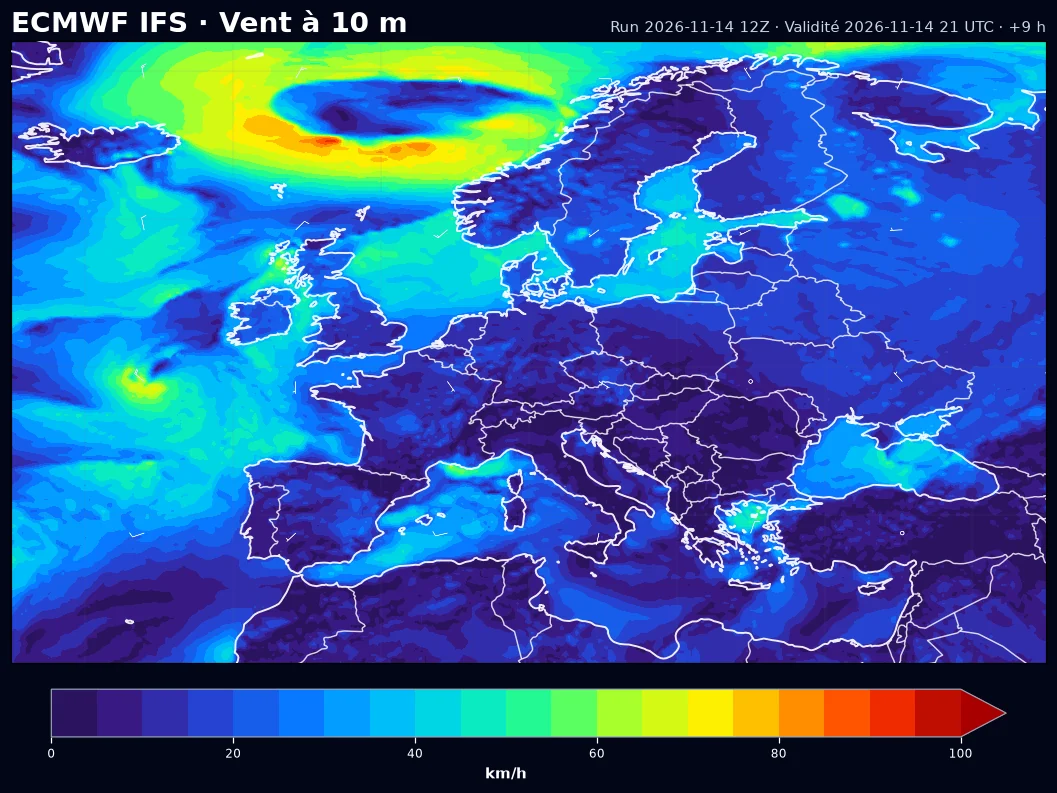 ECMWF IFS · Vent à 10 m
Run 2026-11-14 12Z · Validité 2026-11-14 21 UTC · +9 h
0 20 40 60 80 100
km/h